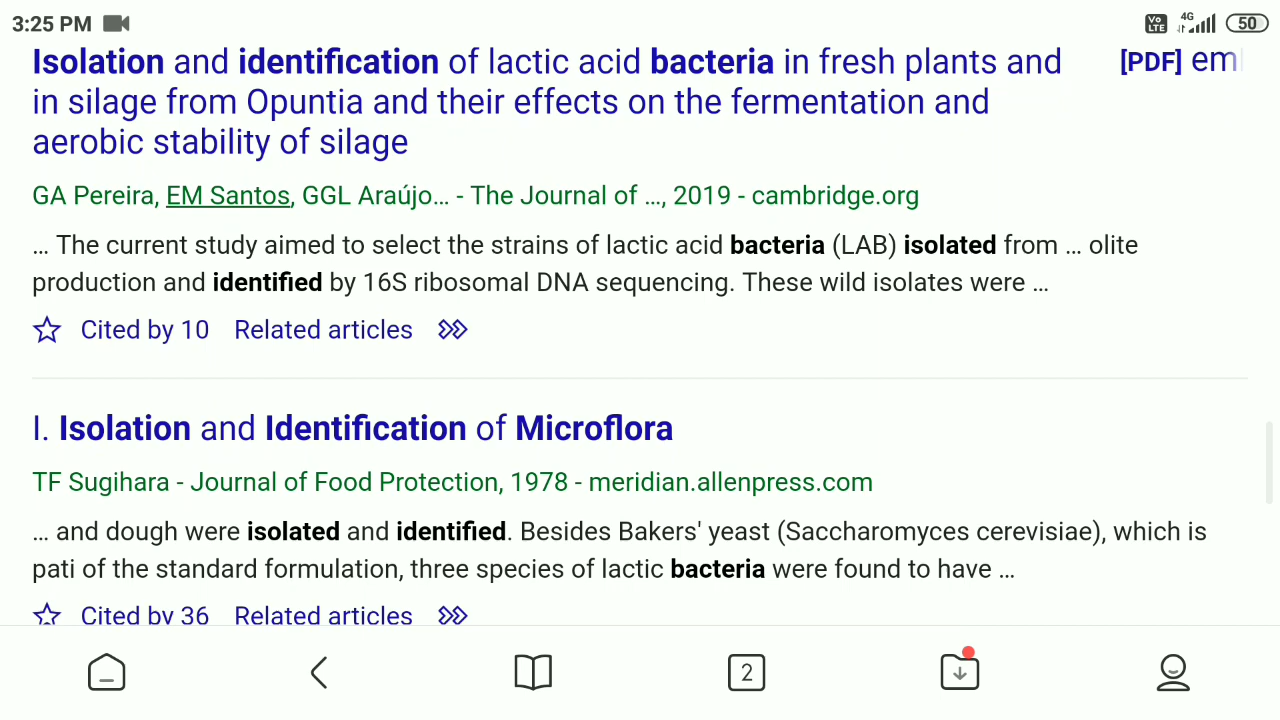 3:25 PM
Vo LTE 4G 50
Isolation and identification of lactic acid bacteria in fresh plants and
[PDF] em
in silage from Opuntia and their effects on the fermentation and
aerobic stability of silage
GA Pereira, EM Santos, GGL Araújo... - The Journal of ..., 2019 - cambridge.org
... The current study aimed to select the strains of lactic acid bacteria (LAB) isolated from ... olite
production and identified by 16S ribosomal DNA sequencing. These wild isolates were ...
Cited by 10 Related articles
I. Isolation and Identification of Microflora
TF Sugihara - Journal of Food Protection, 1978 - meridian.allenpress.com
... and dough were isolated and identified. Besides Bakers' yeast (Saccharomyces cerevisiae), which is
pati of the standard formulation, three species of lactic bacteria were found to have ...
Cited by 36 Related articles
2